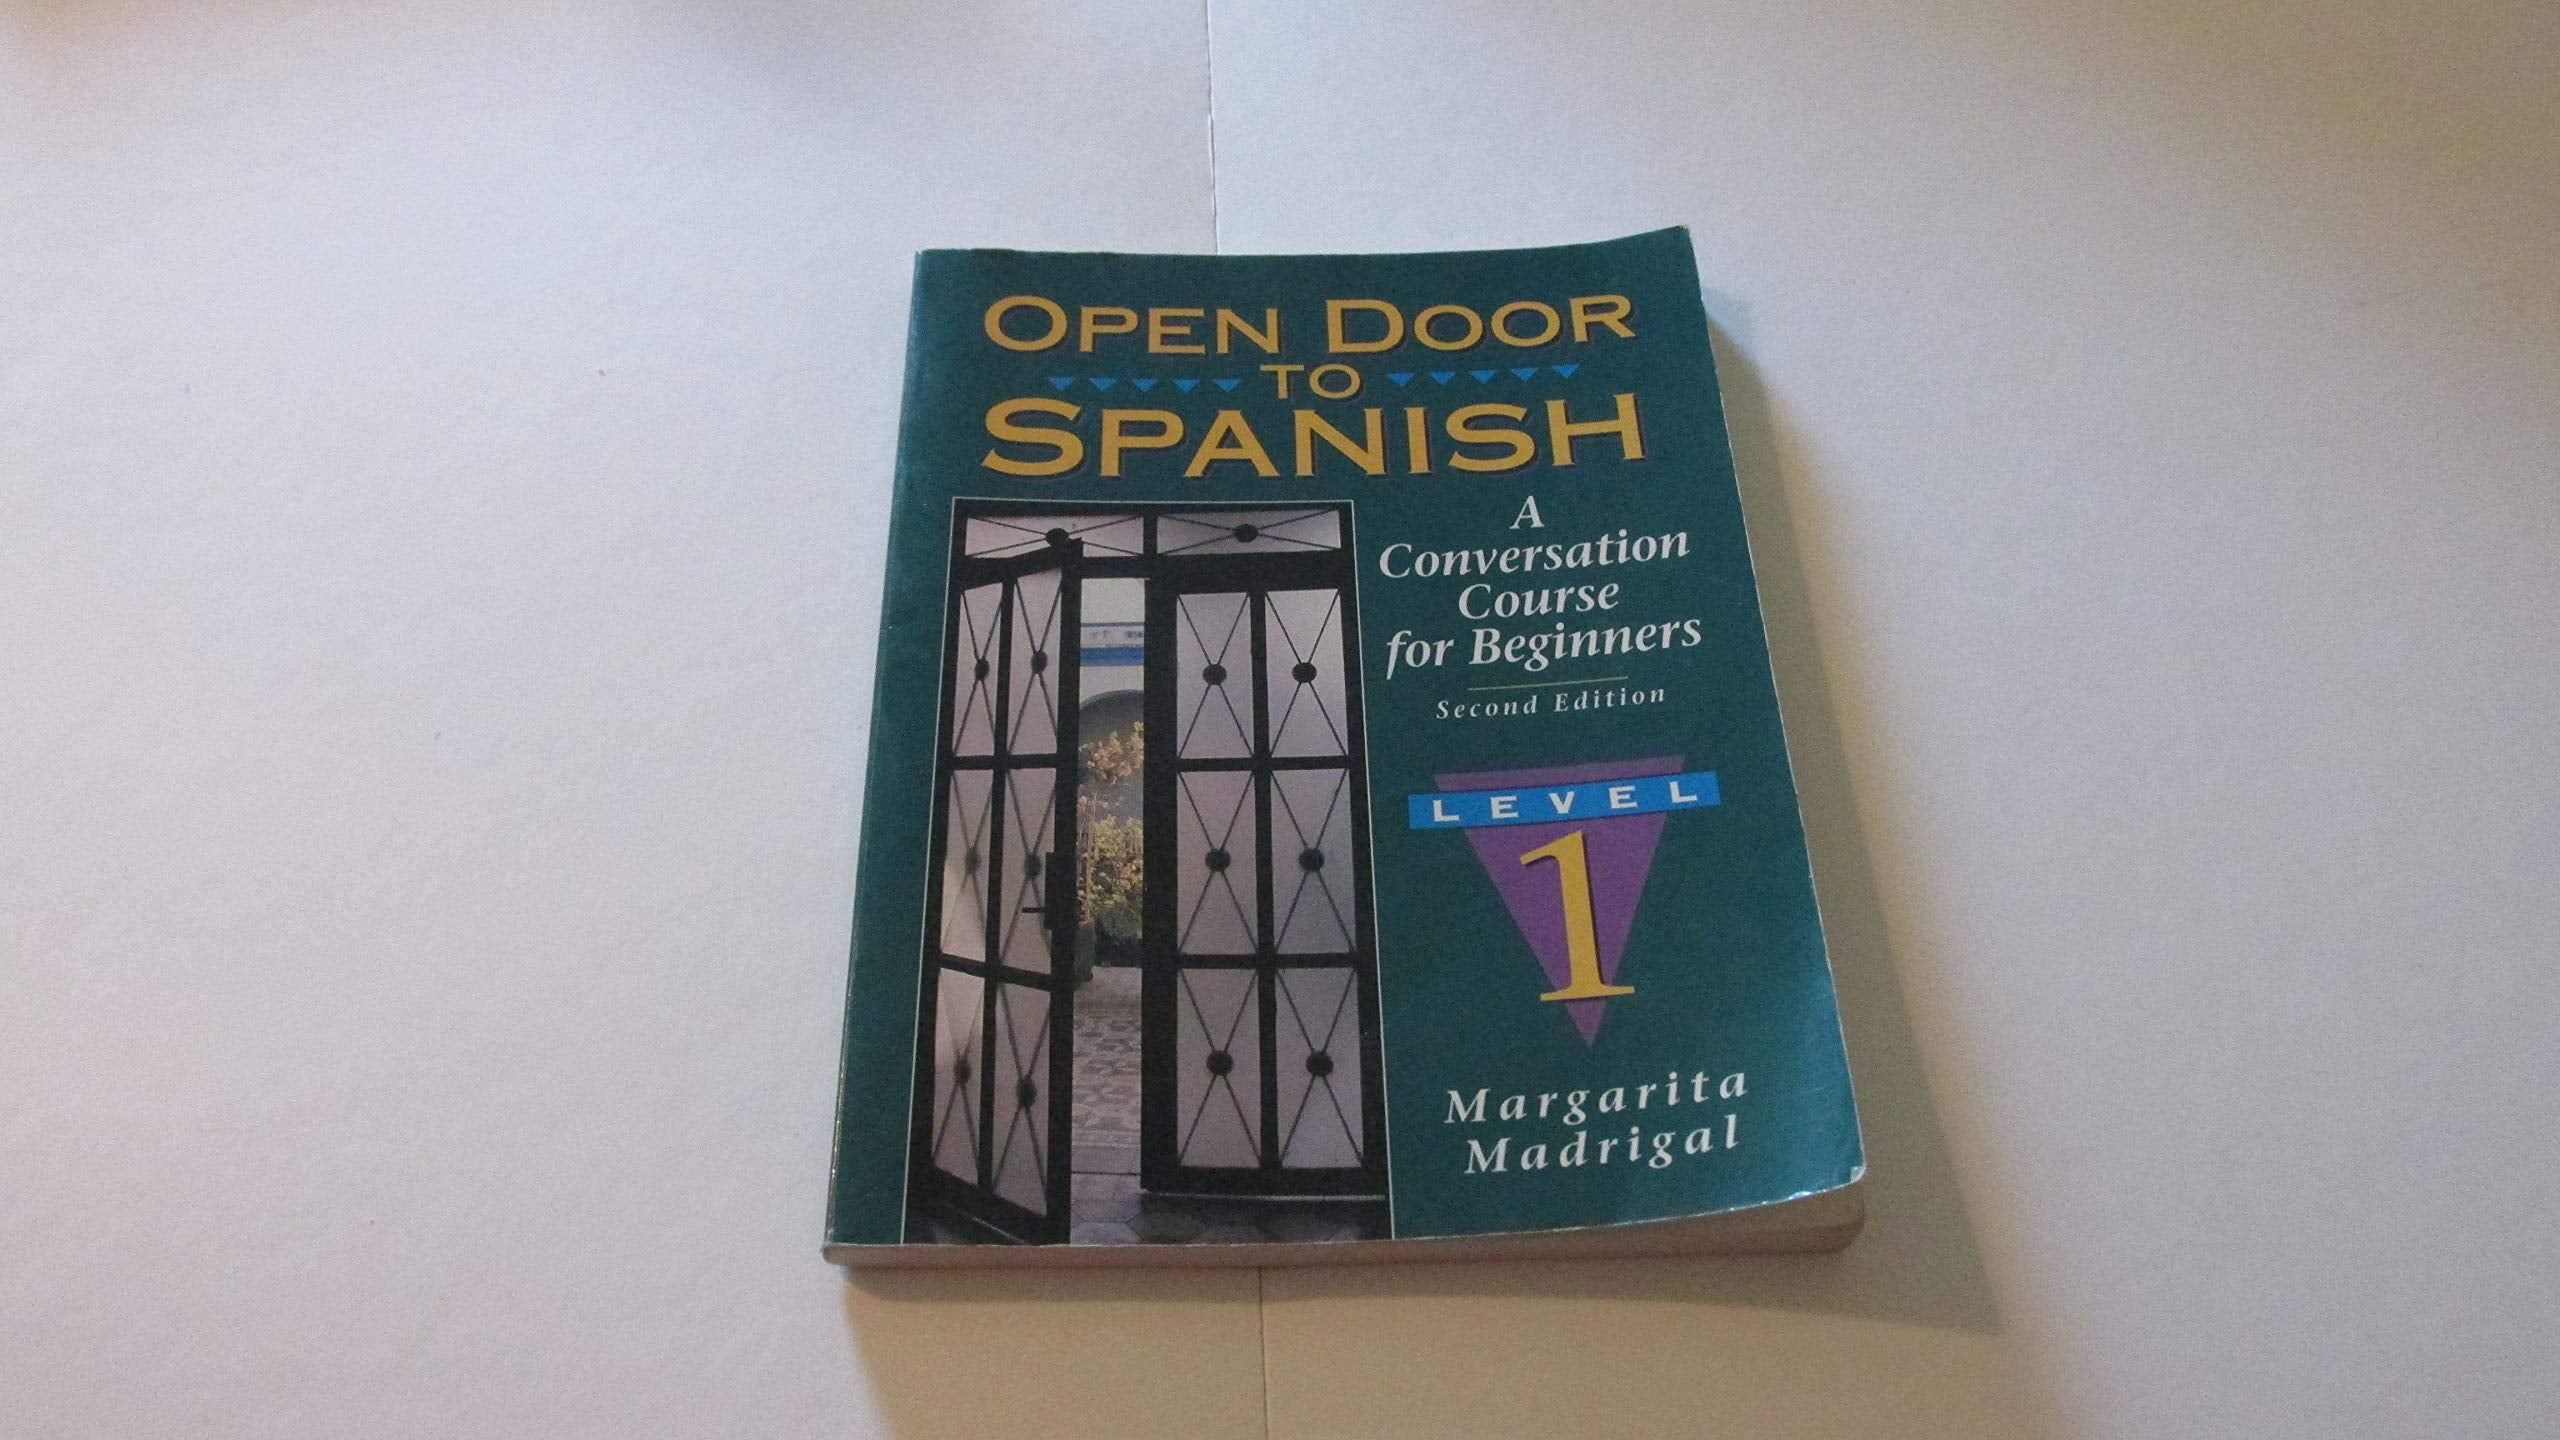 OPEN DOOR
TO
SPANISH
A
Conversation
Course
for Beginners
Second Edition
LEVEL
1
Margarita
Madrigal